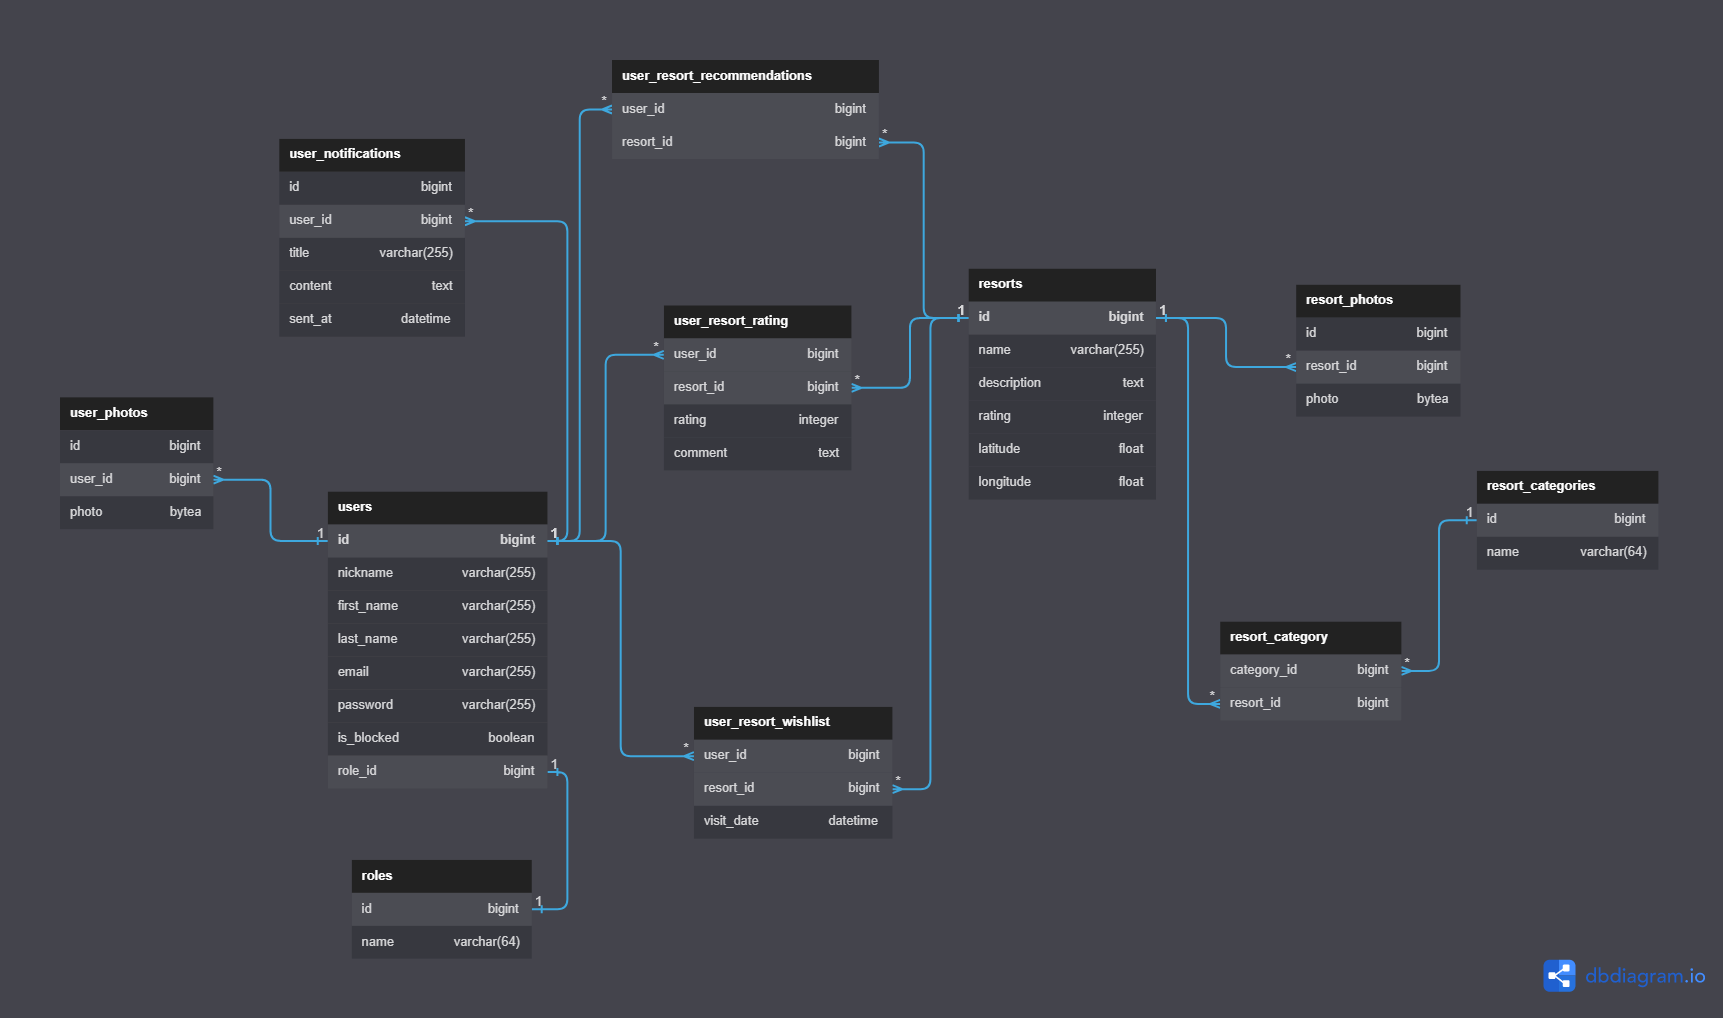 user_resort_recommendations
* user_id bigint
resort_id bigint *
user_notifications
id bigint
user_id bigint *
title varchar(255)
content text
sent_at datetime
resorts
1 id bigint 1
name varchar(255)
description text
rating integer
latitude float
longitude float
resort_photos
id bigint
* resort_id bigint
photo bytea
user_resort_rating
* user_id bigint
resort_id bigint *
rating integer
comment text
user_photos
id bigint
user_id bigint *
photo bytea
users
1 id bigint 1
nickname varchar(255)
first_name varchar(255)
last_name varchar(255)
email varchar(255)
password varchar(255)
is_blocked boolean
role_id bigint 1
resort_categories
1 id bigint
name varchar(64)
resort_category
category_id bigint *
* resort_id bigint
user_resort_wishlist
* user_id bigint
resort_id bigint *
visit_date datetime
roles
id bigint 1
name varchar(64)
dbdiagram.io